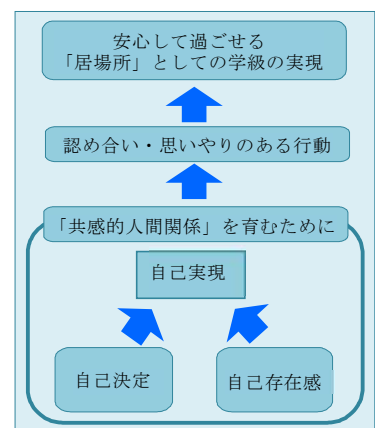 安心して過ごせる
「居場所」としての学級の実現
認め合い・思いやりのある行動
「共感的人間関係」を育むために
自己実現
自己決定
自己存在感